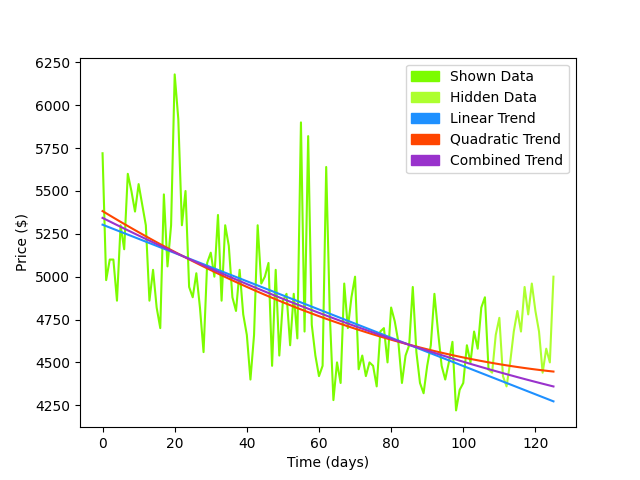 6250
6000
5750
5500
5250
5000
4750
4500
4250
Price ($)
Shown Data
Hidden Data
Linear Trend
Quadratic Trend
Combined Trend
0 20 40 60 80 100 120
Time (days)